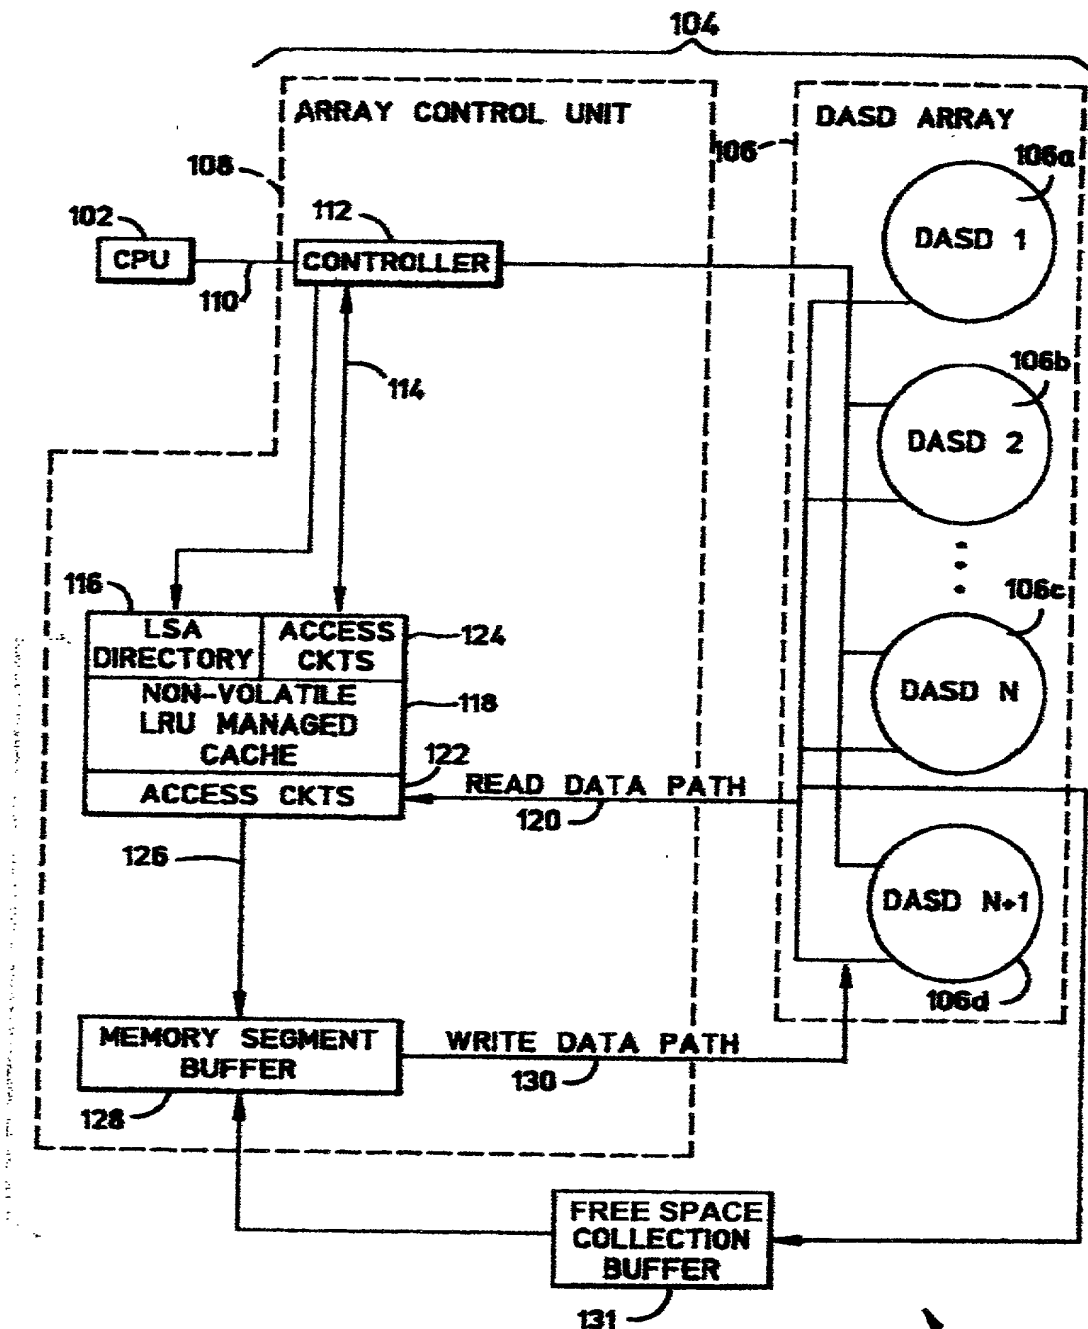 104
ARRAY CONTROL UNIT
DASD ARRAY
106
106a
108
102
112
CPU
CONTROLLER
DASD 1
110
106b
114
DASD 2
106c
116
LSA
DIRECTORY
ACCESS
CKTS
124
NON-VOLATILE
LRU MANAGED
CACHE
118
DASD N
122
ACCESS CKTS
READ DATA PATH
120
126
DASD N+1
106d
MEMORY SEGMENT
BUFFER
WRITE DATA PATH
130
128
FREE SPACE
COLLECTION
BUFFER
131